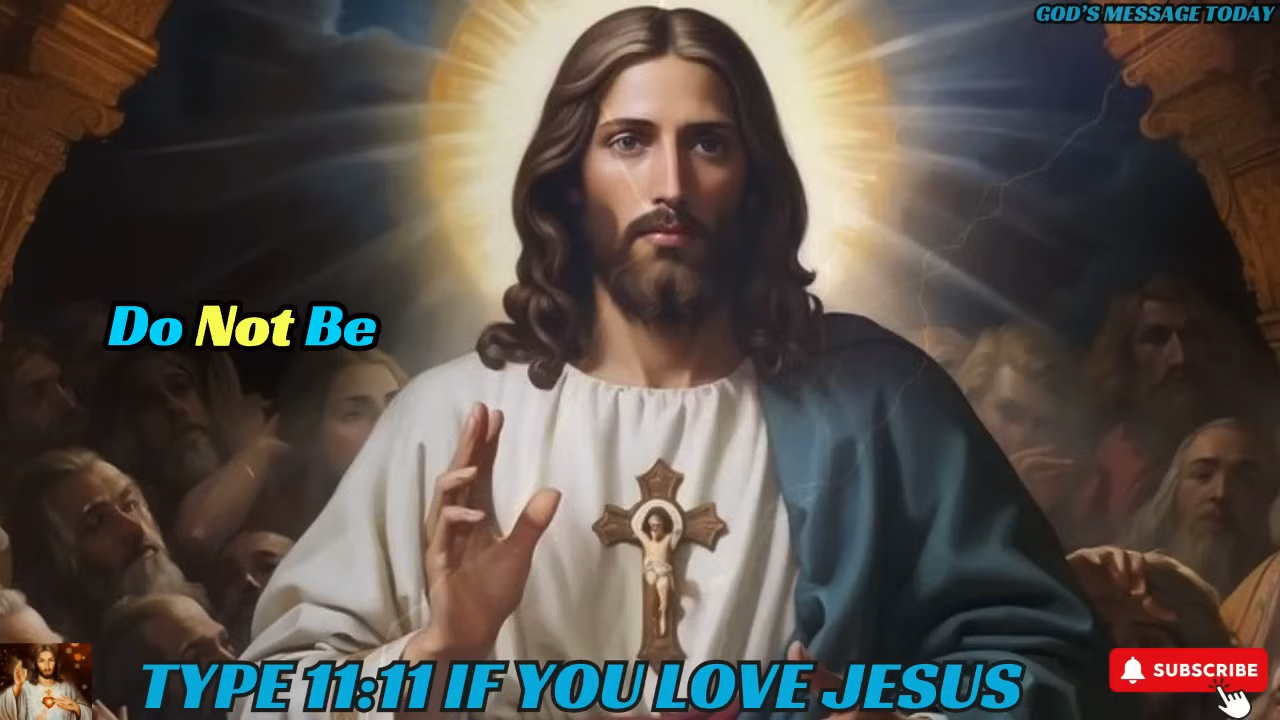 GOD'S MESSAGE TODAY
Do Not Be
TYPE 11:11 IF YOU LOVE JESUS
SUBSCRIBE